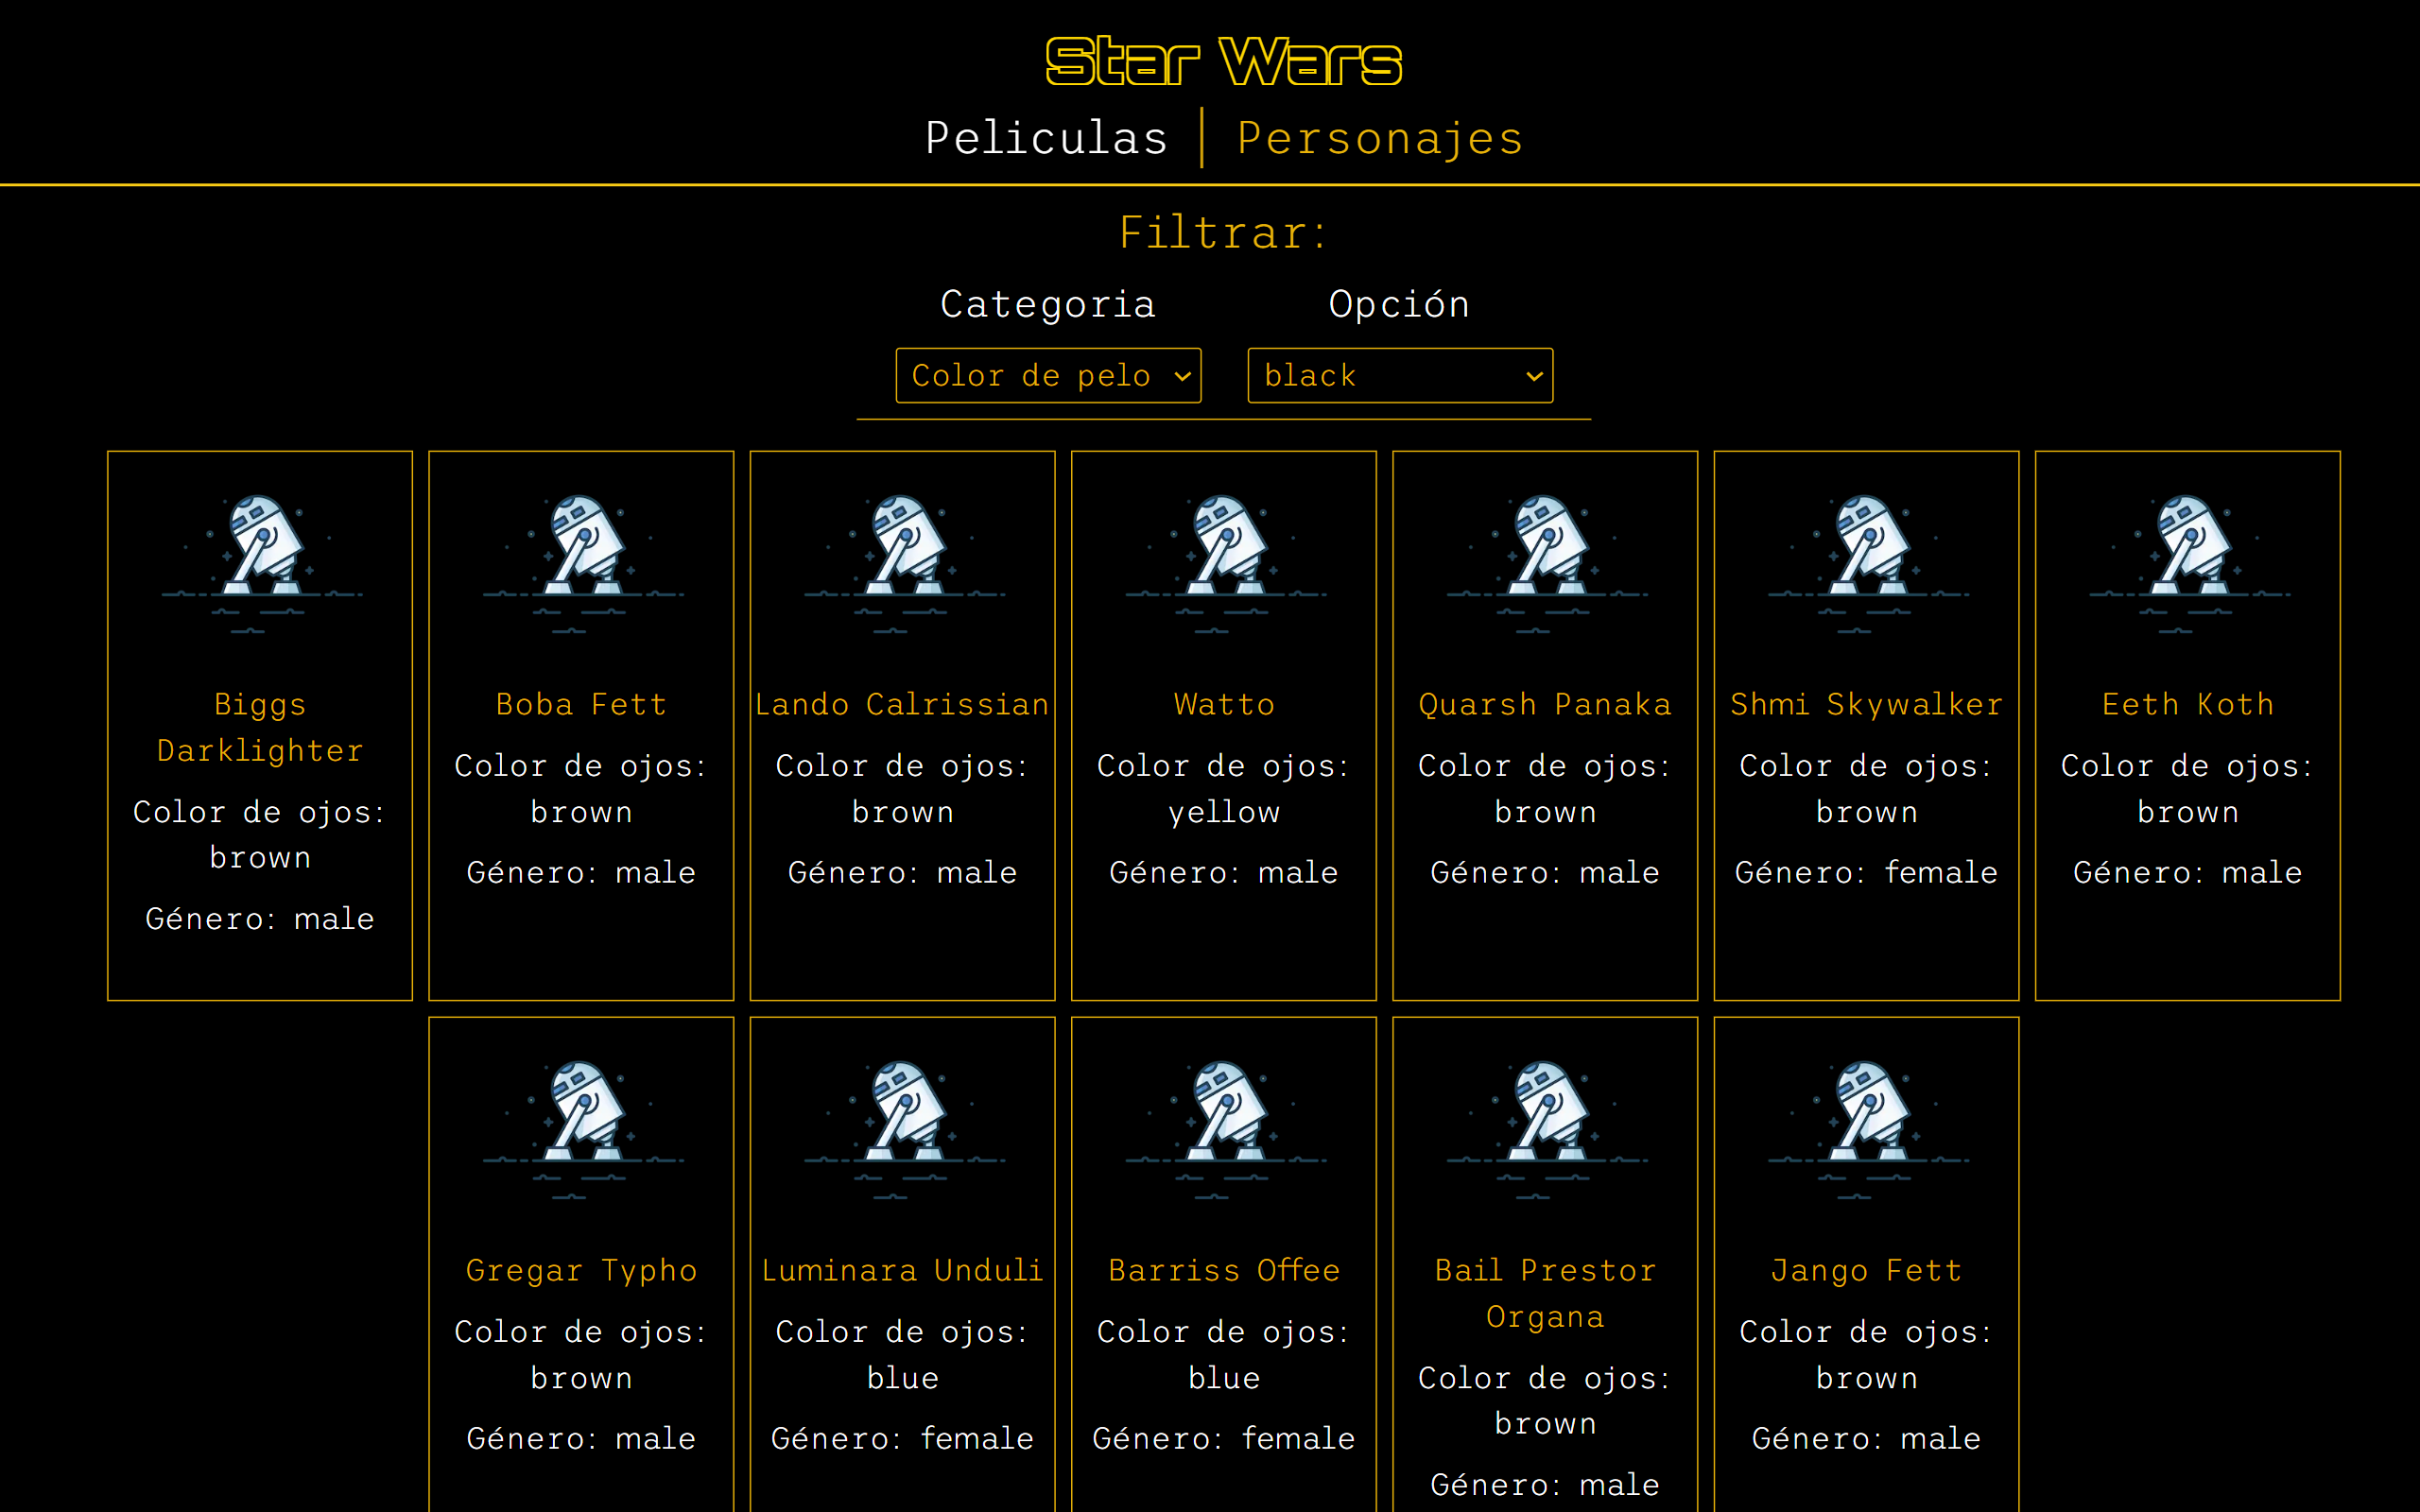 Star Wars
Peliculas
Personajes
Filtrar:
Categoria
Opción
Color de pelo
black
Biggs
Darklighter
Color de ojos:
brown
Género: male
Boba Fett
Color de ojos:
brown
Género: male
Lando Calrissian
Color de ojos:
brown
Género: male
Watto
Color de ojos:
yellow
Género: male
Quarsh Panaka
Color de ojos:
brown
Género: male
Shmi Skywalker
Color de ojos:
brown
Género: female
Eeth Koth
Color de ojos:
brown
Género: male
Gregar Typho
Color de ojos:
brown
Género: male
Luminara Unduli
Color de ojos:
blue
Género: female
Barriss Offee
Color de ojos:
blue
Género: female
Bail Prestor
Organa
Color de ojos:
brown
Género: male
Jango Fett
Color de ojos:
brown
Género: male